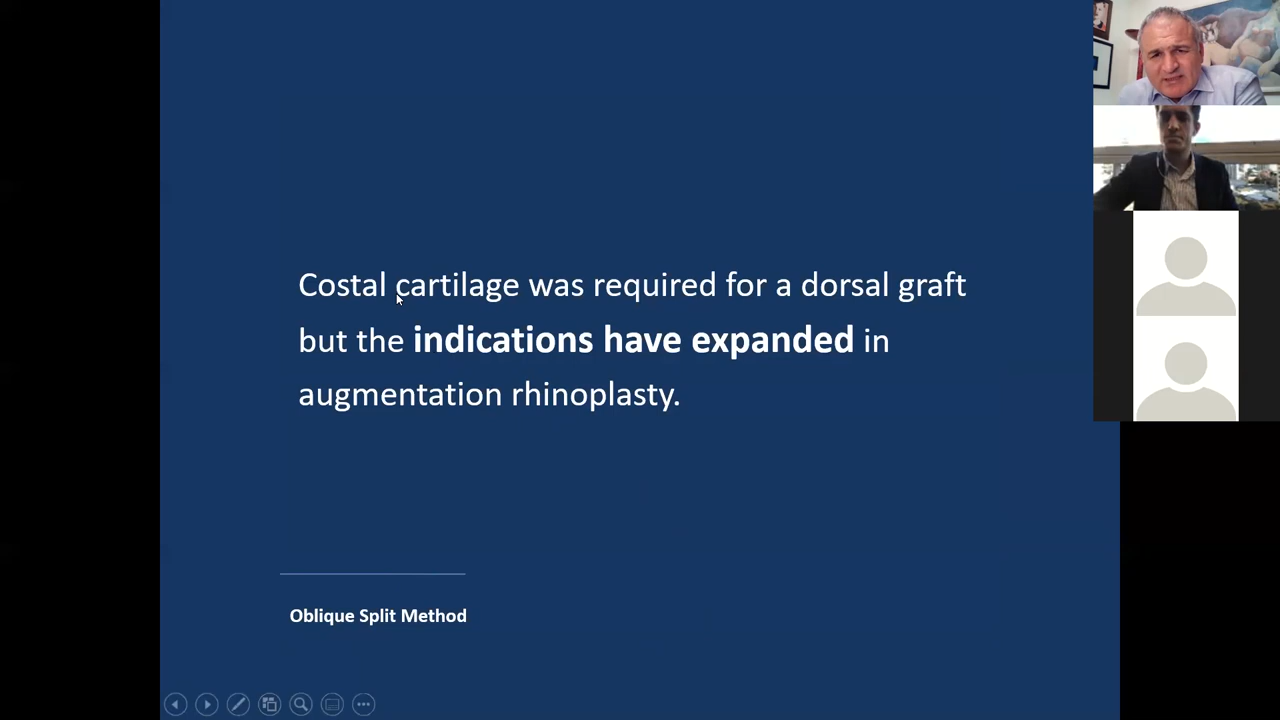 Costal cartilage was required for a dorsal graft
but the indications have expanded in
augmentation rhinoplasty.
Oblique Split Method